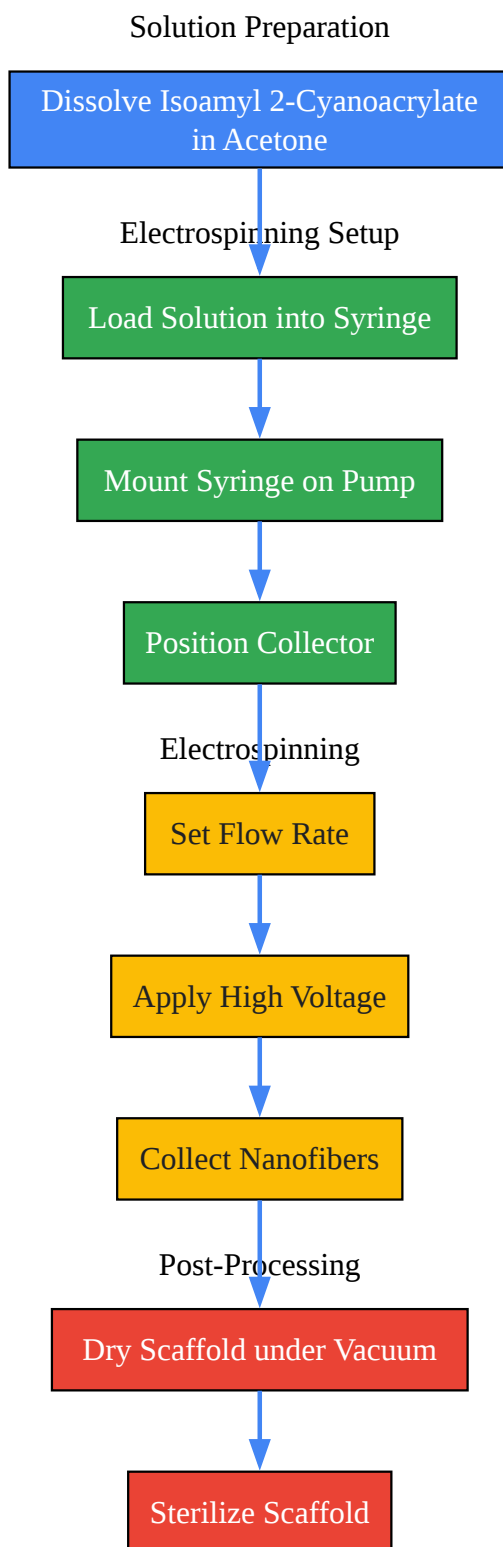 Solution Preparation
Dissolve Isoamyl 2-Cyanoacrylate
in Acetone
Electrospinning Setup
Load Solution into Syringe
Mount Syringe on Pump
Position Collector
Electrospinning
Set Flow Rate
Apply High Voltage
Collect Nanofibers
Post-Processing
Dry Scaffold under Vacuum
Sterilize Scaffold